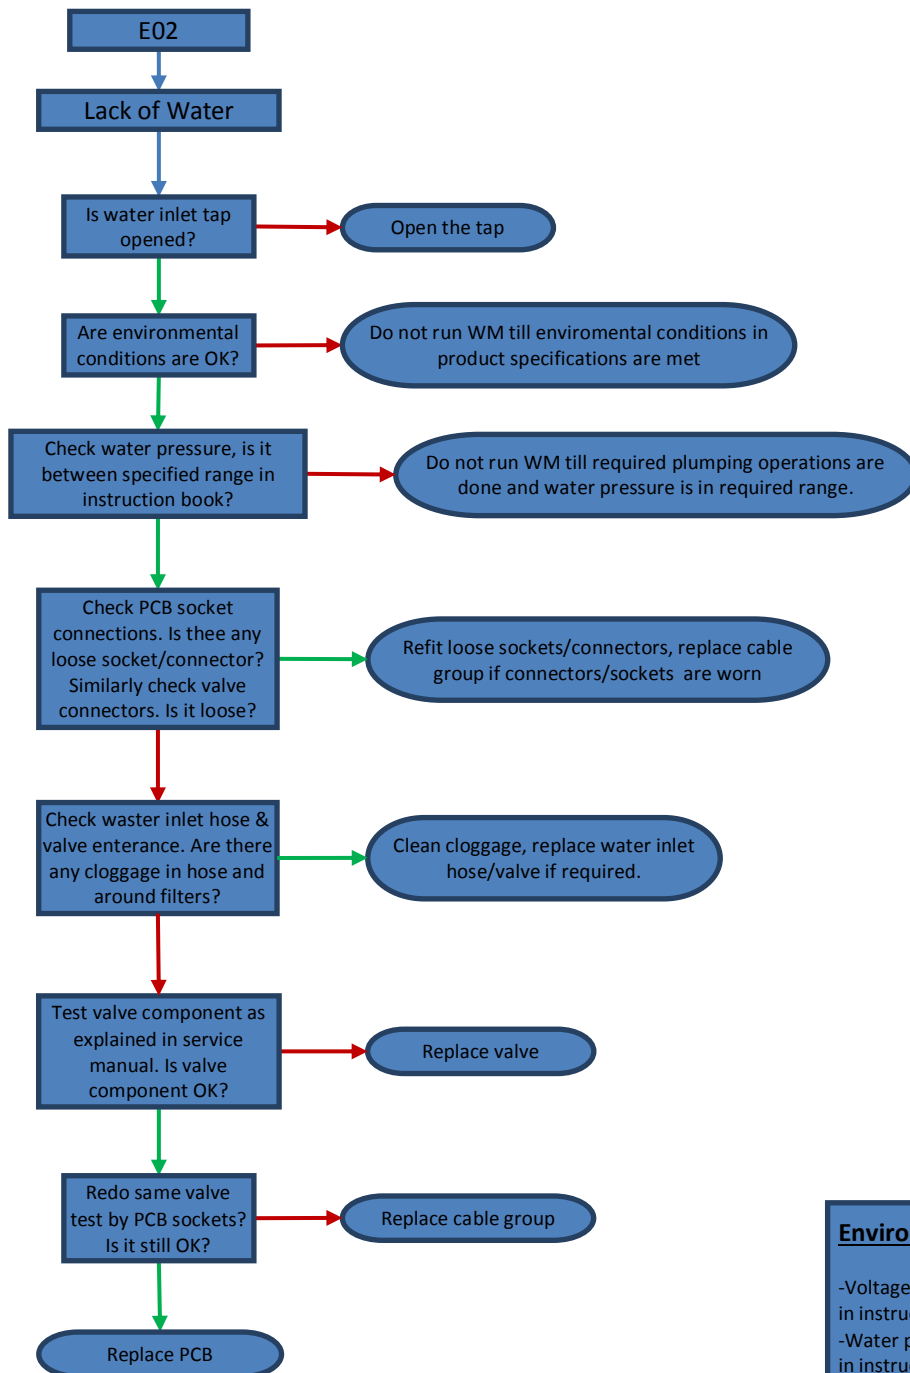 E02
Lack of Water
Is water inlet tap
opened?
Open the tap
Are environmental
conditions are OK?
Do not run WM till enviromental conditions in
product specifications are met
Check water pressure, is it
between specified range in
instruction book?
Do not run WM till required plumping operations are
done and water pressure is in required range.
Check PCB socket
connections. Is thee any
loose socket/connector?
Similarly check valve
connectors. Is it loose?
Refit loose sockets/connectors, replace cable
group if connectors/sockets are worn
Check waster inlet hose &
valve enterance. Are there
any cloggage in hose and
around filters?
Clean cloggage, replace water inlet
hose/valve if required.
Test valve component as
explained in service
manual. Is valve
component OK?
Replace valve
Redo same valve
test by PCB sockets?
Is it still OK?
Replace cable group
Replace PCB
-Voltage
-Water